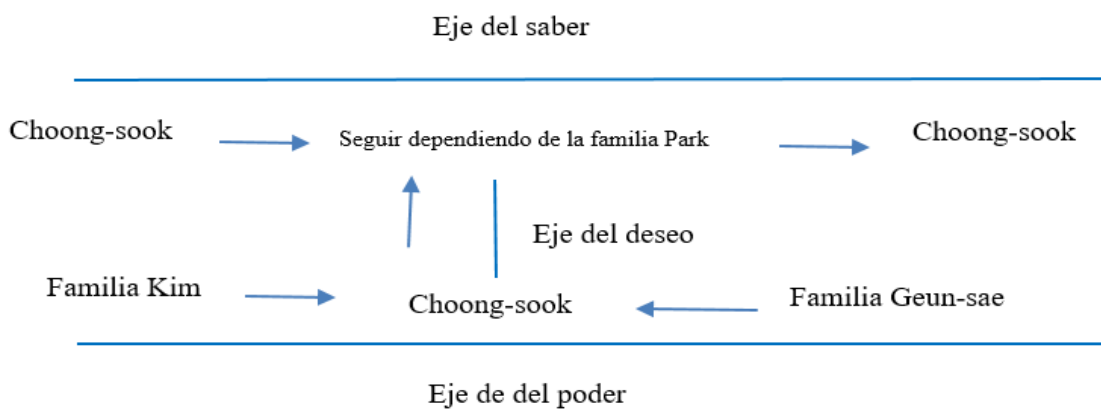 Eje del saber
Choong-sook
Seguir dependiendo de la familia Park
Choong-sook
Eje del deseo
Familia Kim
Choong-sook
Familia Geun-sae
Eje de del poder